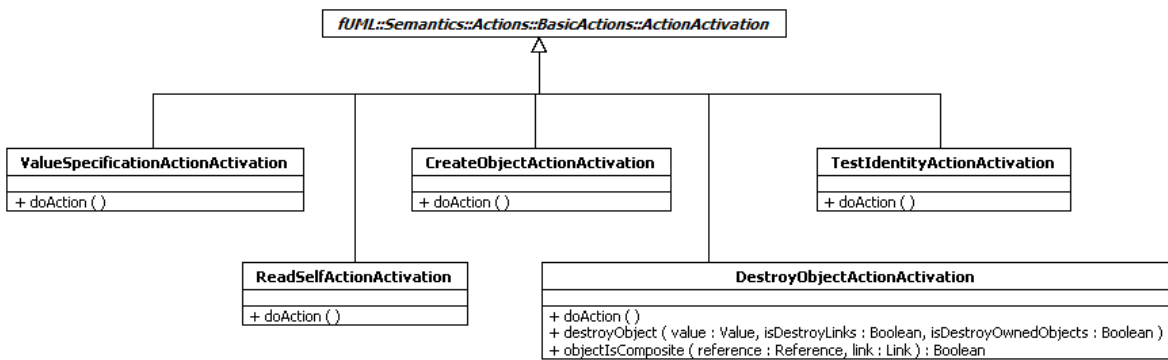 fUML::Semantics::Actions::BasicActions::ActionActivation
ValueSpecificationActionActivation
+ doAction ( )
CreateObjectActionActivation
+ doAction ( )
TestIdentityActionActivation
+ doAction ( )
ReadSelfActionActivation
+ doAction ( )
DestroyObjectActionActivation
+ doAction ( )
+ destroyObject ( value : Value, isDestroyLinks : Boolean, isDestroyOwnedObjects : Boolean )
+ objectIsComposite ( reference : Reference, link : Link ) : Boolean